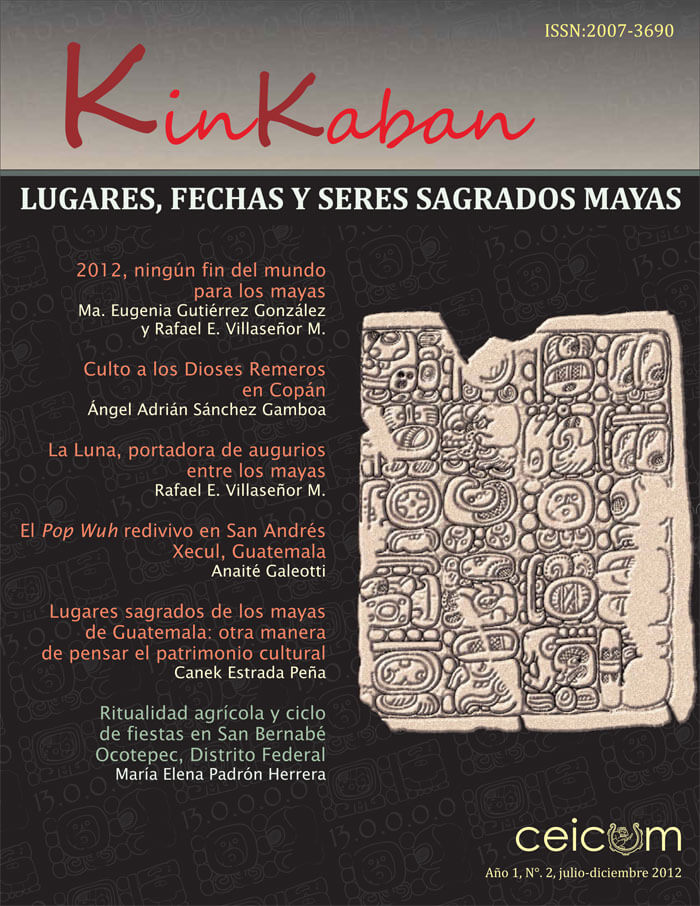 ISSN:2007-3690
KinKaban
LUGARES, FECHAS Y SERES SAGRADOS MAYAS
2012, ningún fin del mundo
para los mayas
Ma. Eugenia Gutiérrez González
y Rafael E. Villaseñor M.
Culto a los Dioses Remeros
en Copán
Ángel Adrián Sánchez Gamboa
La Luna, portadora de augurios
entre los mayas
Rafael E. Villaseñor M.
El Pop Wuh redivivo en San Andrés
Xecul, Guatemala
Anaité Galeotti
Lugares sagrados de los mayas
de Guatemala: otra manera
de pensar el patrimonio cultural
Canek Estrada Peña
Ritualidad agrícola y ciclo
de fiestas en San Bernabé
Ocotepec, Distrito Federal
María Elena Padrón Herrera
ceicum
Año 1, N°. 2, julio-diciembre 2012